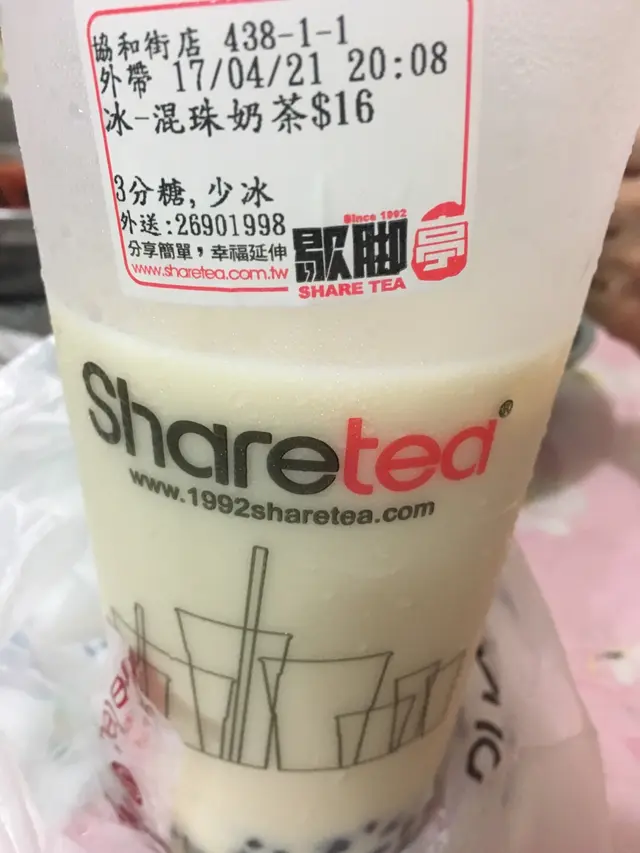 協和街店 438-1-1
外帶 17/04/21 20:08
冰-混珠奶茶$16
3分糖,少冰
外送:26901998
分享簡單，幸福延伸
www.sharetea.com.tw
Since 1992
歇脚亭
SHARE TEA
Sharetea®
www.1992sharetea.com